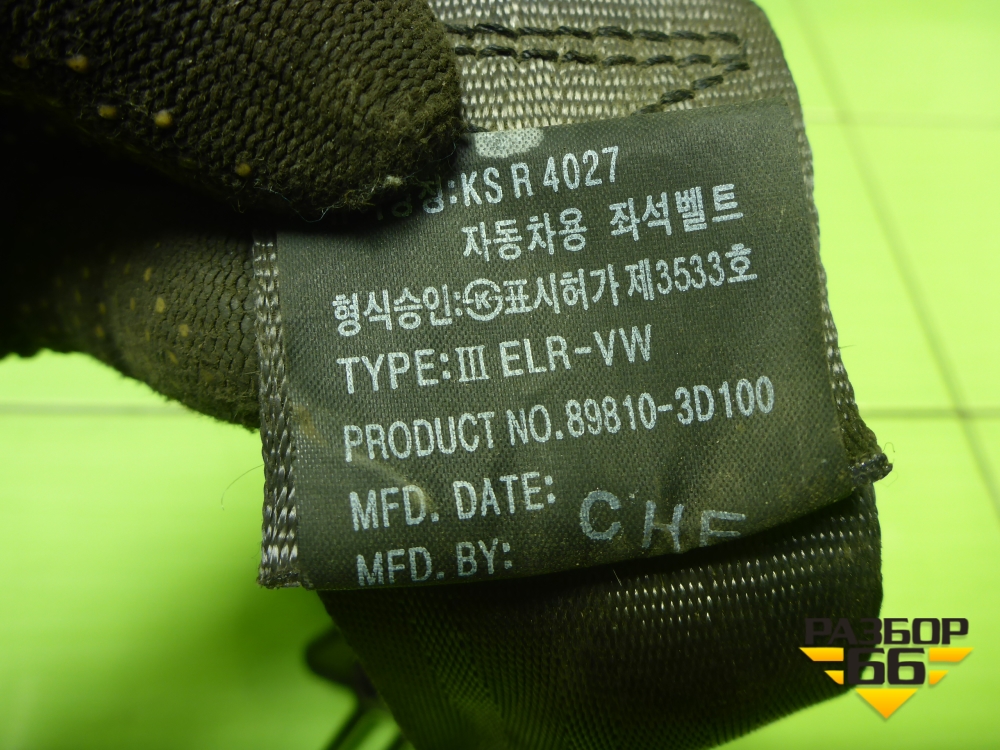 KS R 4027
자동차용 좌석벨트
형식승인:㉿표시허가 제3533호
TYPE:Ⅲ ELR-VW
PRODUCT NO.89810-3D100
MFD. DATE:
MFD. BY:
РАЗБОР
66